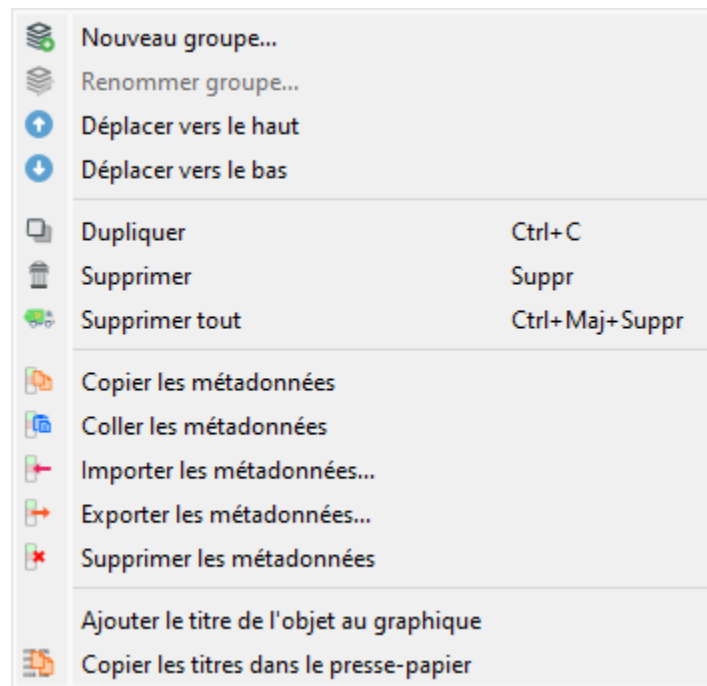 Nouveau groupe...
Renommer groupe...
Déplacer vers le haut
Déplacer vers le bas
Dupliquer Ctrl+C
Supprimer Suppr
Supprimer tout Ctrl+Maj+Suppr
Copier les métadonnées
Coller les métadonnées
Importer les métadonnées...
Exporter les métadonnées...
Supprimer les métadonnées
Ajouter le titre de l'objet au graphique
Copier les titres dans le presse-papier